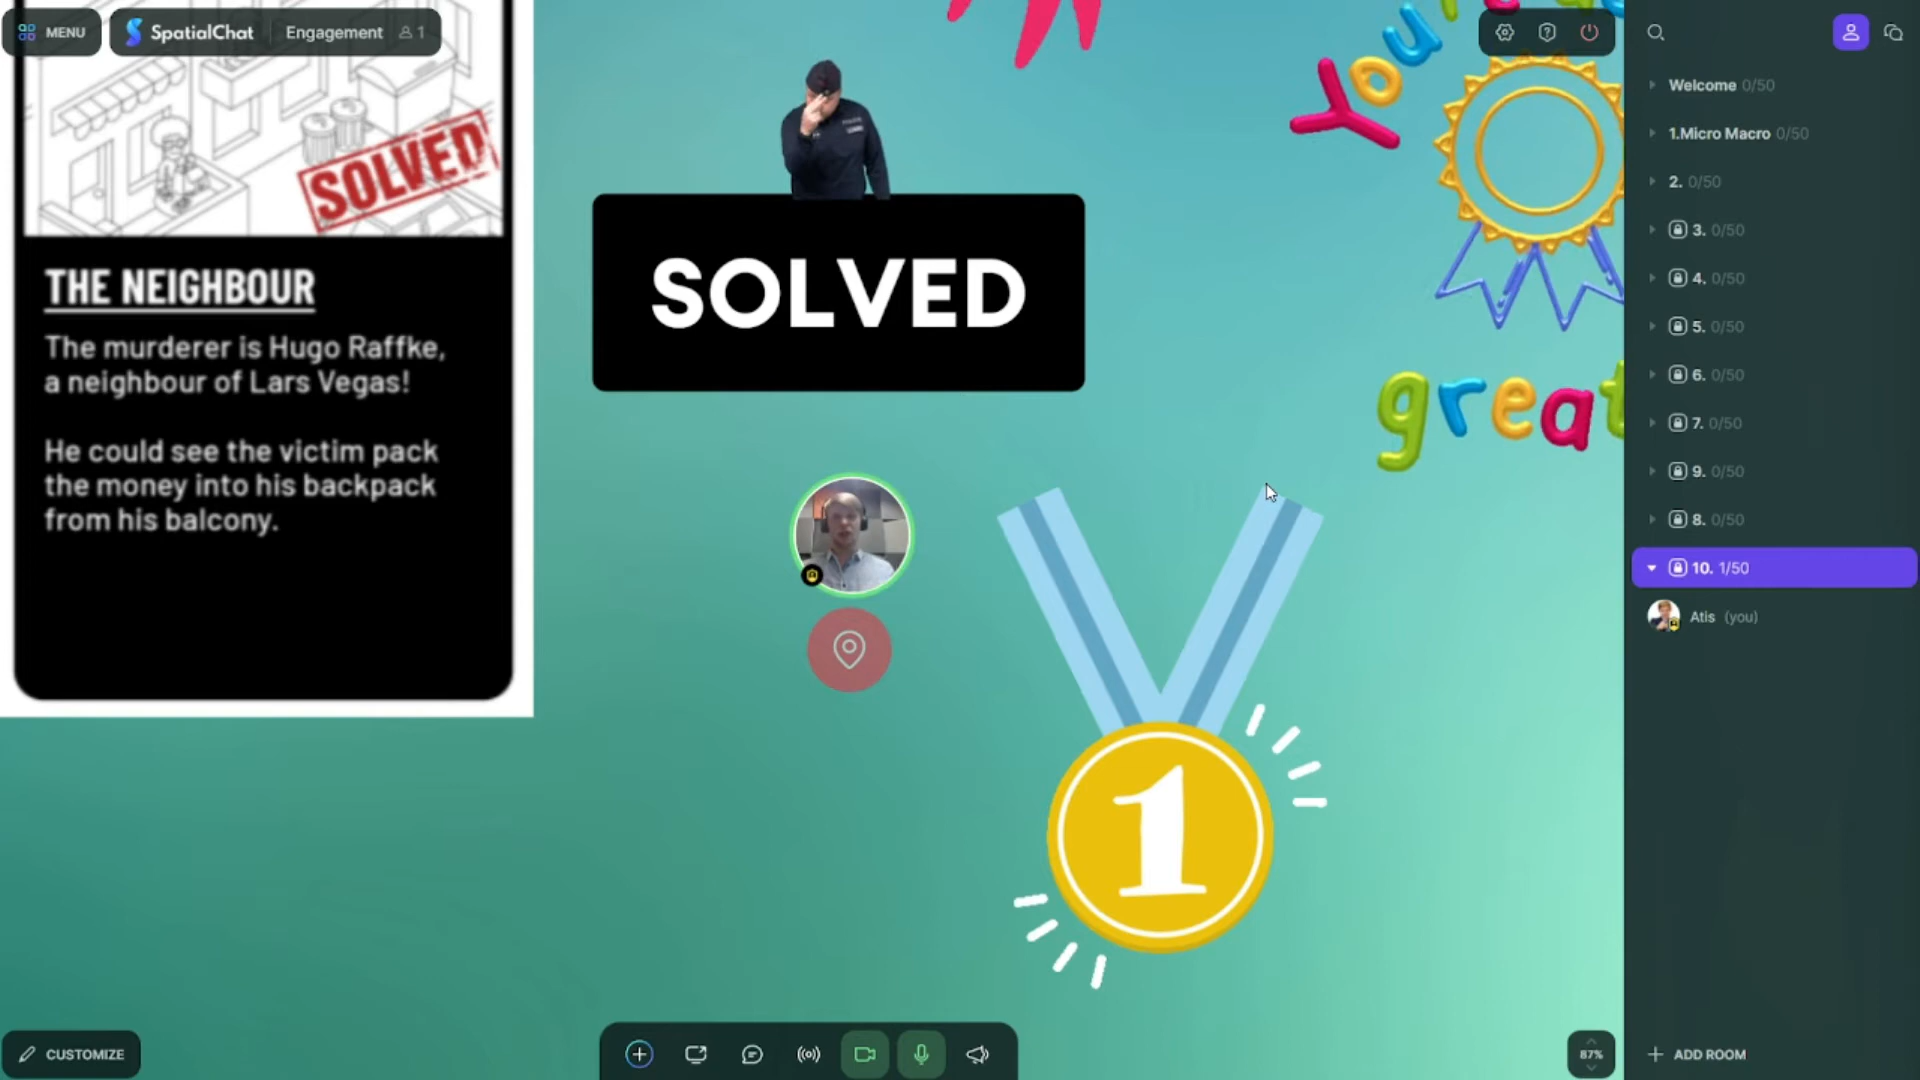 MENU
SpatialChat
Engagement
1
SOLVED
THE NEIGHBOUR
The murderer is Hugo Raffke,
a neighbour of Lars Vegas!
He could see the victim pack
the money into his backpack
from his balcony.
SOLVED
great
1
Welcome 0/50
1.Micro Macro 0/50
2. 0/50
3. 0/50
4. 0/50
5. 0/50
6. 0/50
7. 0/50
9. 0/50
8. 0/50
10. 1/50
Atis (you)
CUSTOMIZE
87%
ADD ROOM